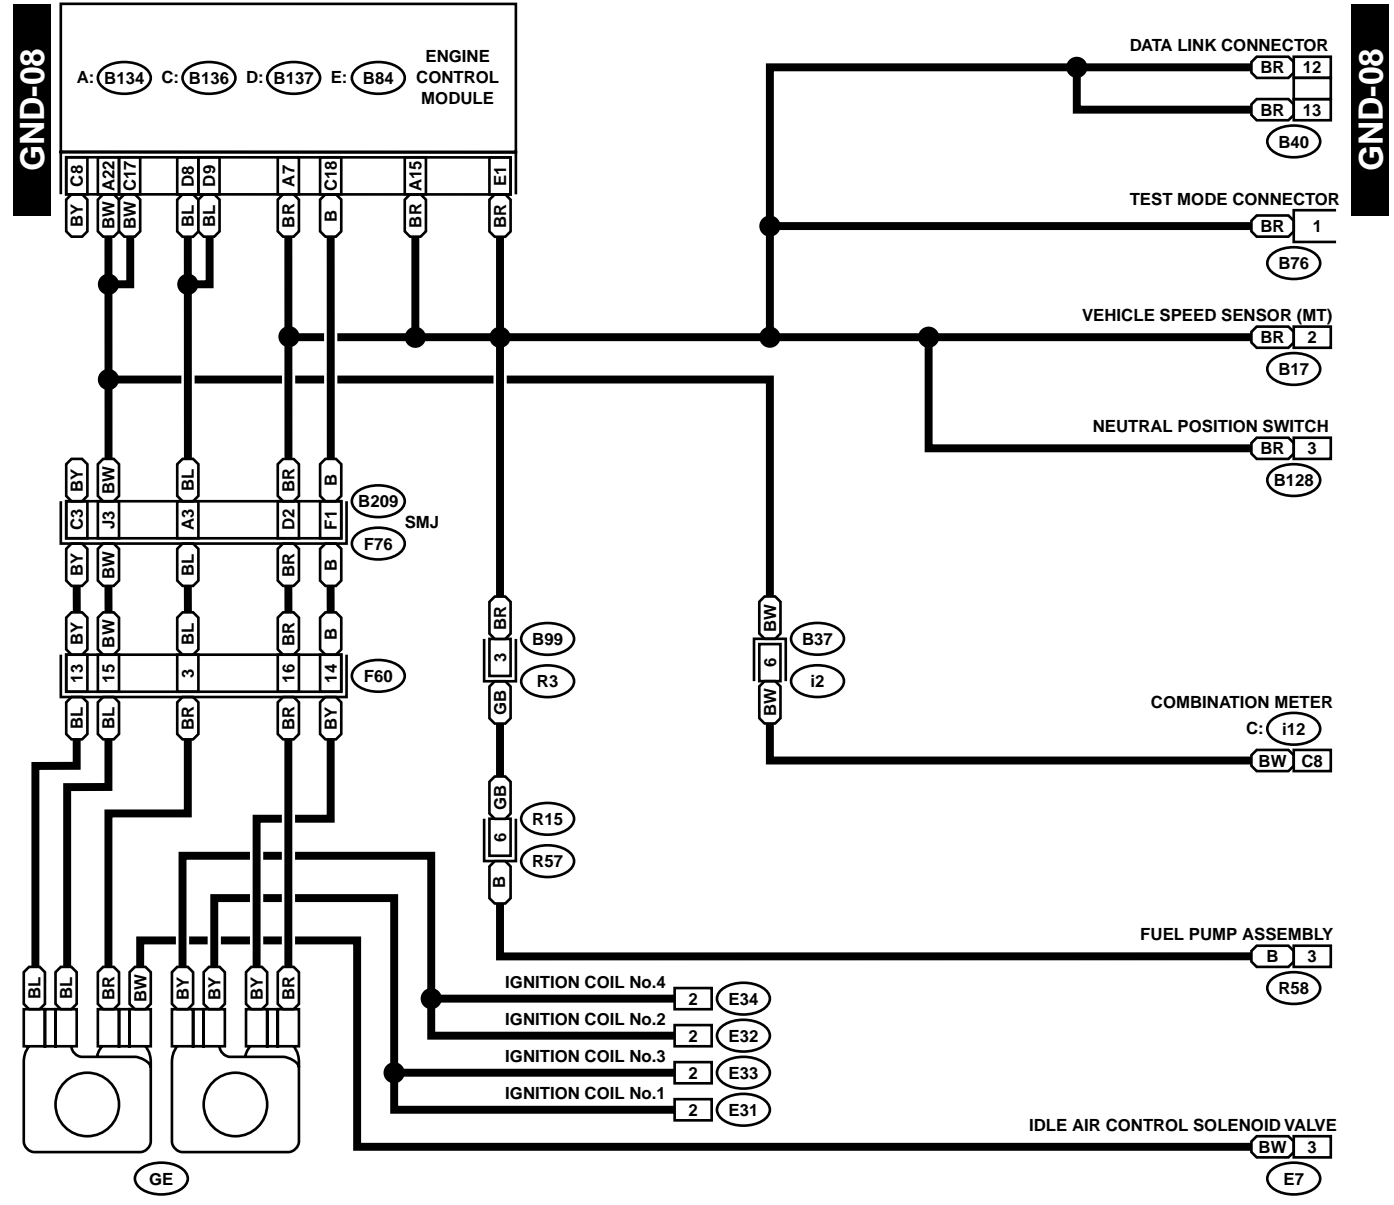 GND-08
GND-08
A: B134 C: B136 D: B137 E: B84
ENGINE
CONTROL
MODULE
C8 A22 C17 D8 D9 A7 C18 A15 E1
BY BW BW BL BL BR B BR BR
DATA LINK CONNECTOR
BR 12
BR 13
B40
TEST MODE CONNECTOR
BR 1
B76
VEHICLE SPEED SENSOR (MT)
BR 2
B17
NEUTRAL POSITION SWITCH
BR 3
B128
BY BW BL BR B
B209
C3 J3 A3 D2 F1
SMJ
F76
BY BW BL BR B
BY BW BL BR B
13 15 3 16 14
F60
BL BL BR BR BY
BR
3
B99
R3
GB
GB
6
R15
R57
B
BW
6
B37
i2
BW
COMBINATION METER
C: i12
BW C8
FUEL PUMP ASSEMBLY
B 3
R58
BL BL BR BW BY BY BY BR
IGNITION COIL No.4
2 E34
IGNITION COIL No.2
2 E32
IGNITION COIL No.3
2 E33
IGNITION COIL No.1
2 E31
IDLE AIR CONTROL SOLENOID VALVE
BW 3
E7
GE